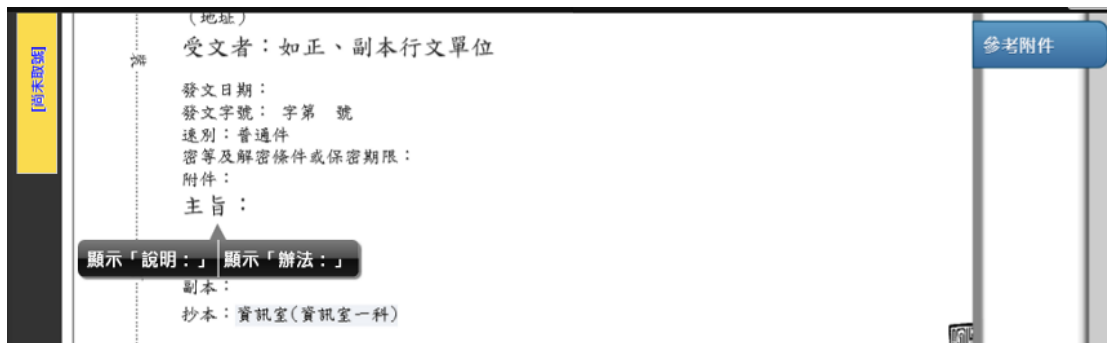 (地址)
受文者：如正、副本行文單位
參考附件
裝
[尚未取號]
發文日期：
發文字號： 字第　號
速別：普通件
密等及解密條件或保密期限：
附件：
主旨：
顯示「說明：」 顯示「辦法：」
副本：
抄本：資訊室(資訊室一科)